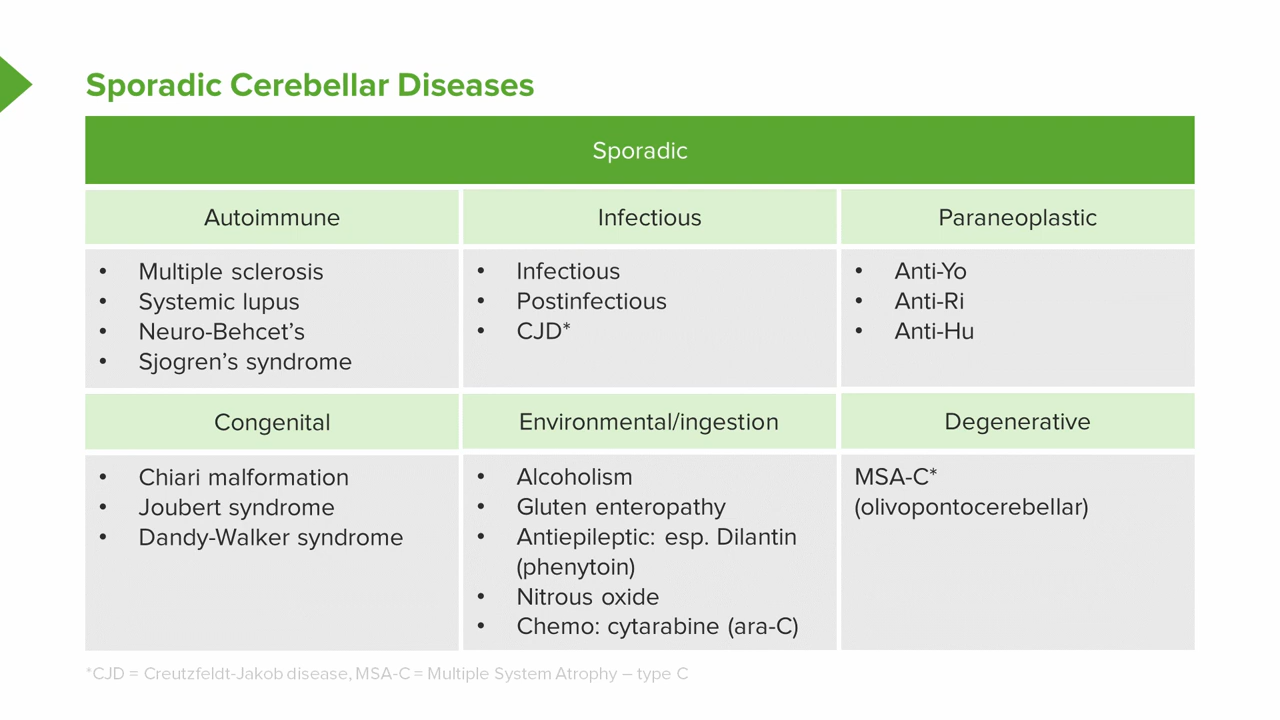 Sporadic Cerebellar Diseases
Sporadic
Autoimmune
Infectious
Paraneoplastic
• Multiple sclerosis
• Systemic lupus
• Neuro-Behcet’s
• Sjogren’s syndrome
• Infectious
• Postinfectious
• CJD*
• Anti-Yo
• Anti-Ri
• Anti-Hu
Congenital
Environmental/ingestion
Degenerative
• Chiari malformation
• Joubert syndrome
• Dandy-Walker syndrome
• Alcoholism
• Gluten enteropathy
• Antiepileptic: esp. Dilantin
(phenytoin)
• Nitrous oxide
• Chemo: cytarabine (ara-C)
MSA-C*
(olivopontocerebellar)
*CJD = Creutzfeldt-Jakob disease, MSA-C = Multiple System Atrophy – type C